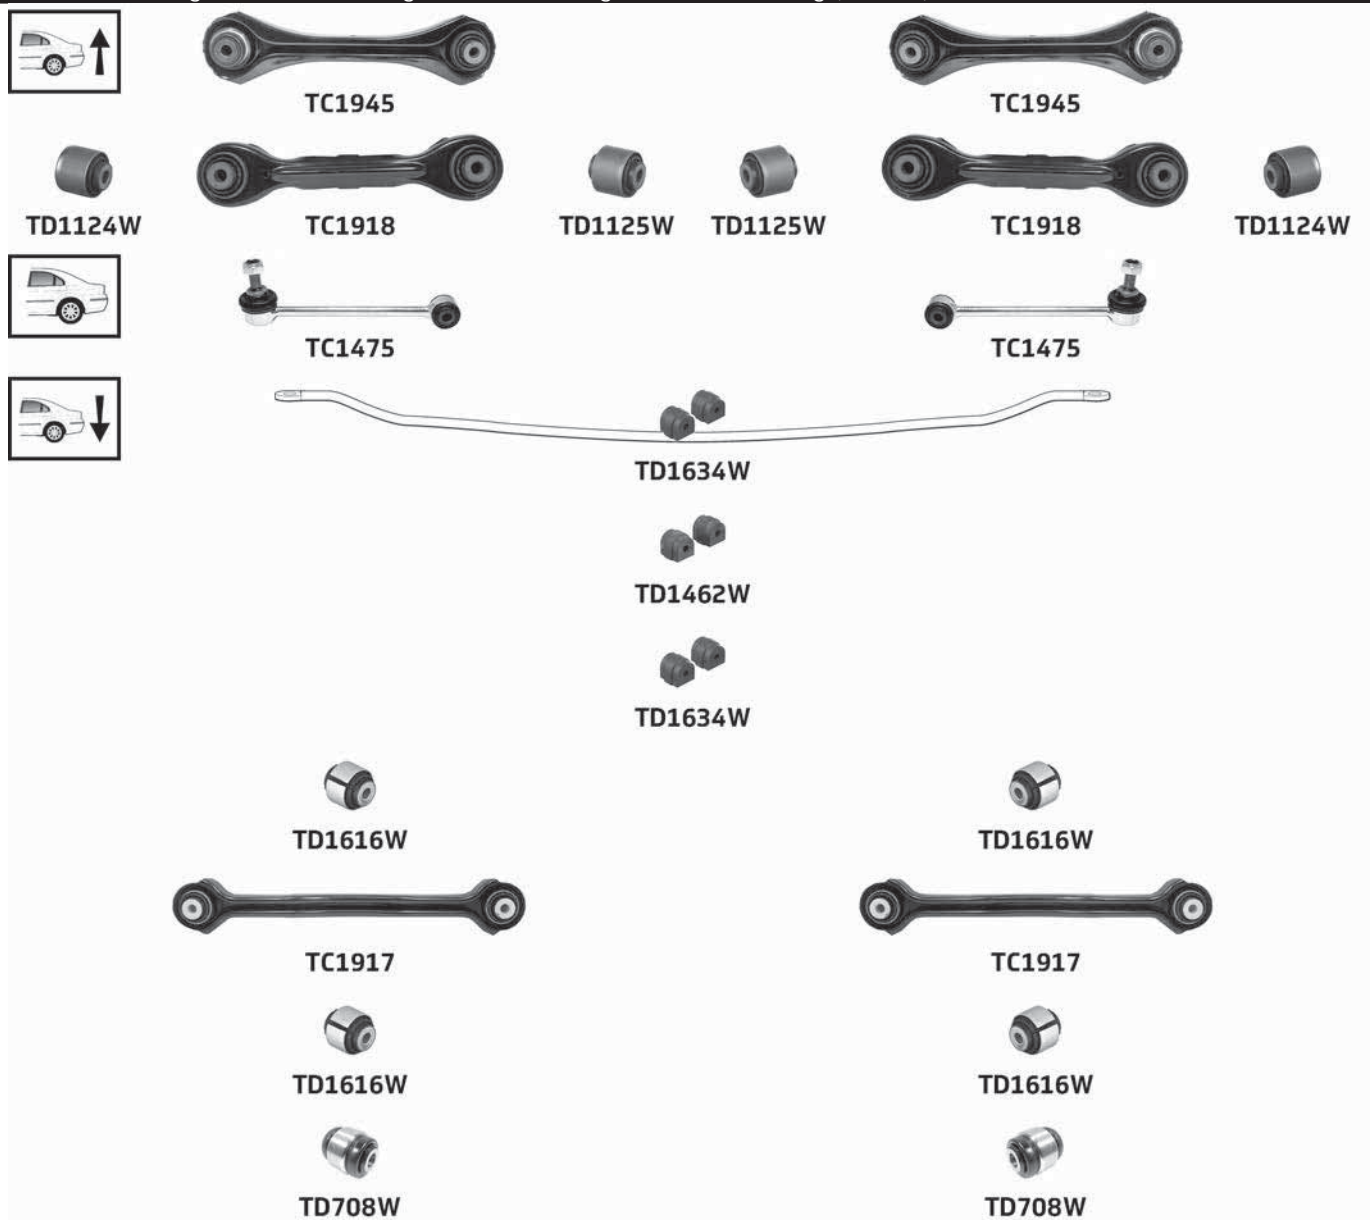 TC1945 TC1945
TD1124W TC1918 TD1125W TD1125W TC1918 TD1124W
TC1475 TC1475
TD1634W
TD1462W
TD1634W
TD1616W TD1616W
TC1917 TC1917
TD1616W TD1616W
TD708W TD708W